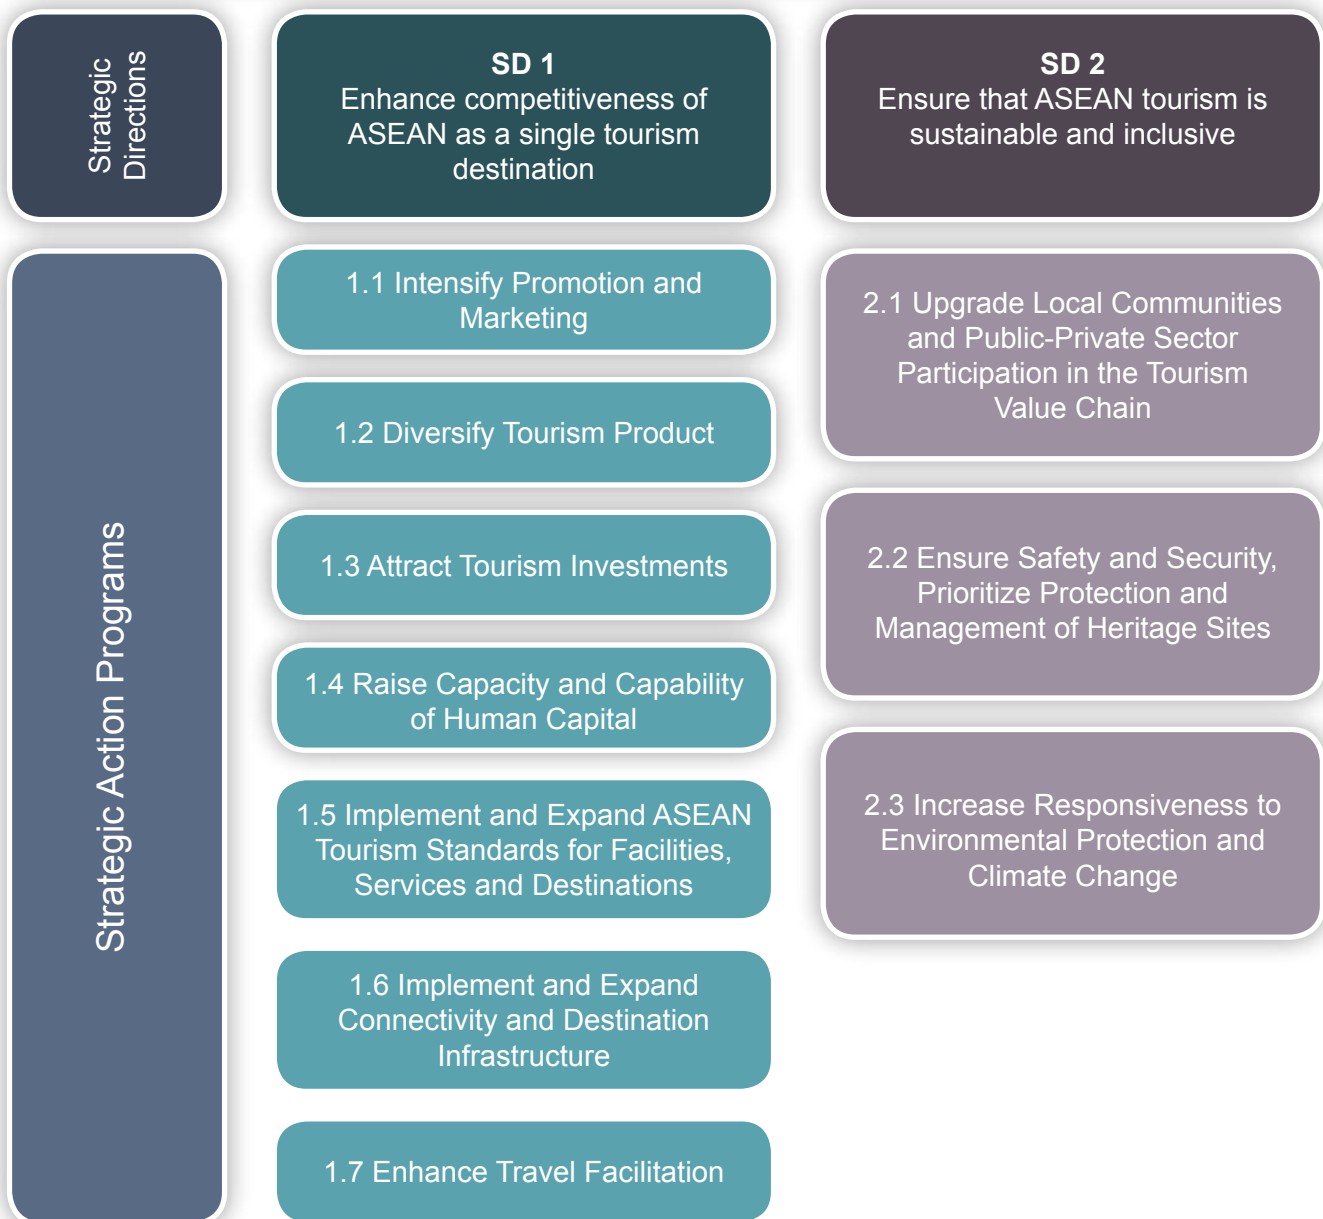 Strategic
Directions
SD 1
Enhance competitiveness of
ASEAN as a single tourism
destination
SD 2
Ensure that ASEAN tourism is
sustainable and inclusive
Strategic Action Programs
1.1 Intensify Promotion and
Marketing
1.2 Diversify Tourism Product
1.3 Attract Tourism Investments
1.4 Raise Capacity and Capability
of Human Capital
1.5 Implement and Expand ASEAN
Tourism Standards for Facilities,
Services and Destinations
1.6 Implement and Expand
Connectivity and Destination
Infrastructure
1.7 Enhance Travel Facilitation
2.1 Upgrade Local Communities
and Public-Private Sector
Participation in the Tourism
Value Chain
2.2 Ensure Safety and Security,
Prioritize Protection and
Management of Heritage Sites
2.3 Increase Responsiveness to
Environmental Protection and
Climate Change